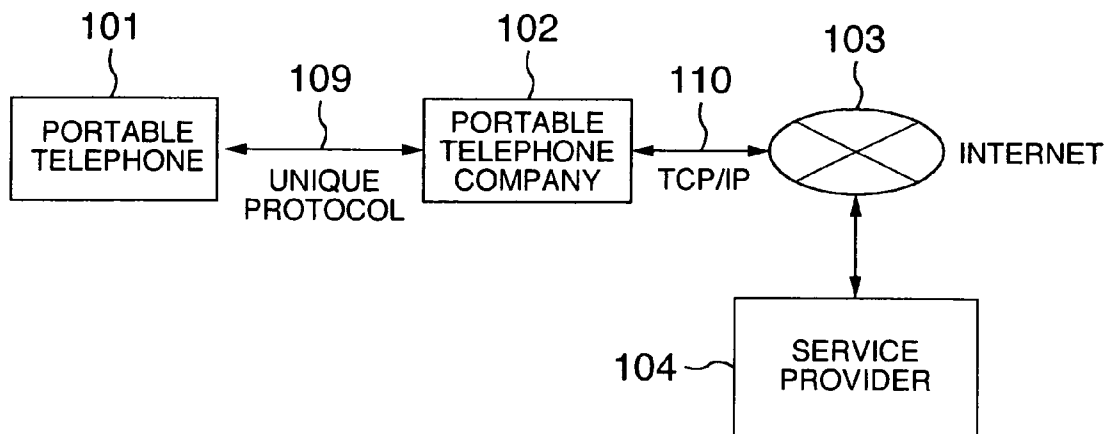 101
109
102
110
103
PORTABLE
TELEPHONE
UNIQUE
PROTOCOL
PORTABLE
TELEPHONE
COMPANY
TCP/IP
INTERNET
104
SERVICE
PROVIDER